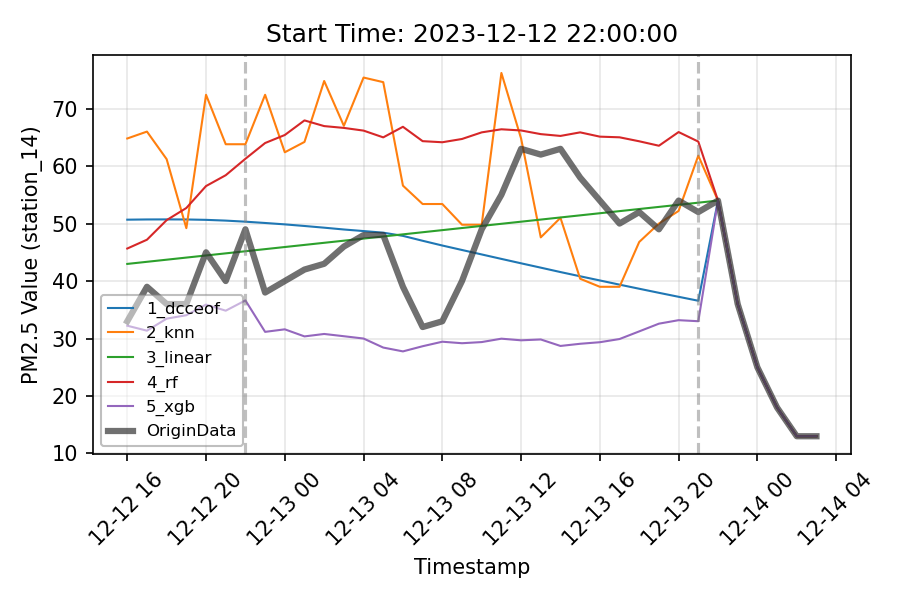 Start Time: 2023-12-12 22:00:00
PM2.5 Value (station_14)
70
60
50
40
30
20
10
1_dcceof
2_knn
3_linear
4_rf
5_xgb
OriginData
12-12 16
12-12 20
12-13 00
12-13 04
12-13 08
12-13 12
12-13 16
12-13 20
12-14 00
12-14 04
Timestamp